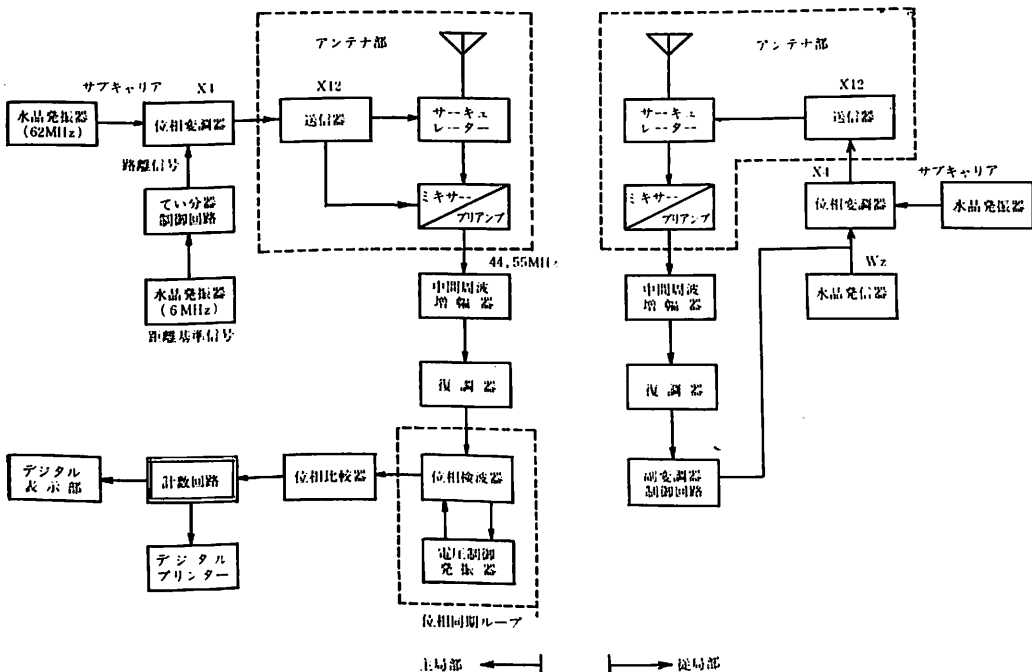 アンテナ部
サブキャリア
X4
X12
水晶発振器
(62MHz)
位相変調器
送信器
サーキュ
レーター
路離信号
てい分器
制御回路
ミキサー
プリアンプ
水晶発振器
(6MHz)
距離基準信号
44,55MHz
中間周波
増幅器
復調器
デジタル
表示部
計数回路
位相比較器
位相検波器
デジタル
プリンター
電圧制御
発振器
位相同期ループ
アンテナ部
X12
サーキュ
レーター
送信器
X4
サブキャリア
ミキサー
プリアンプ
位相変調器
水晶発振器
Wz
中間周波
増幅器
水晶発信器
復調器
副変調器
制御回路
主局部
従局部